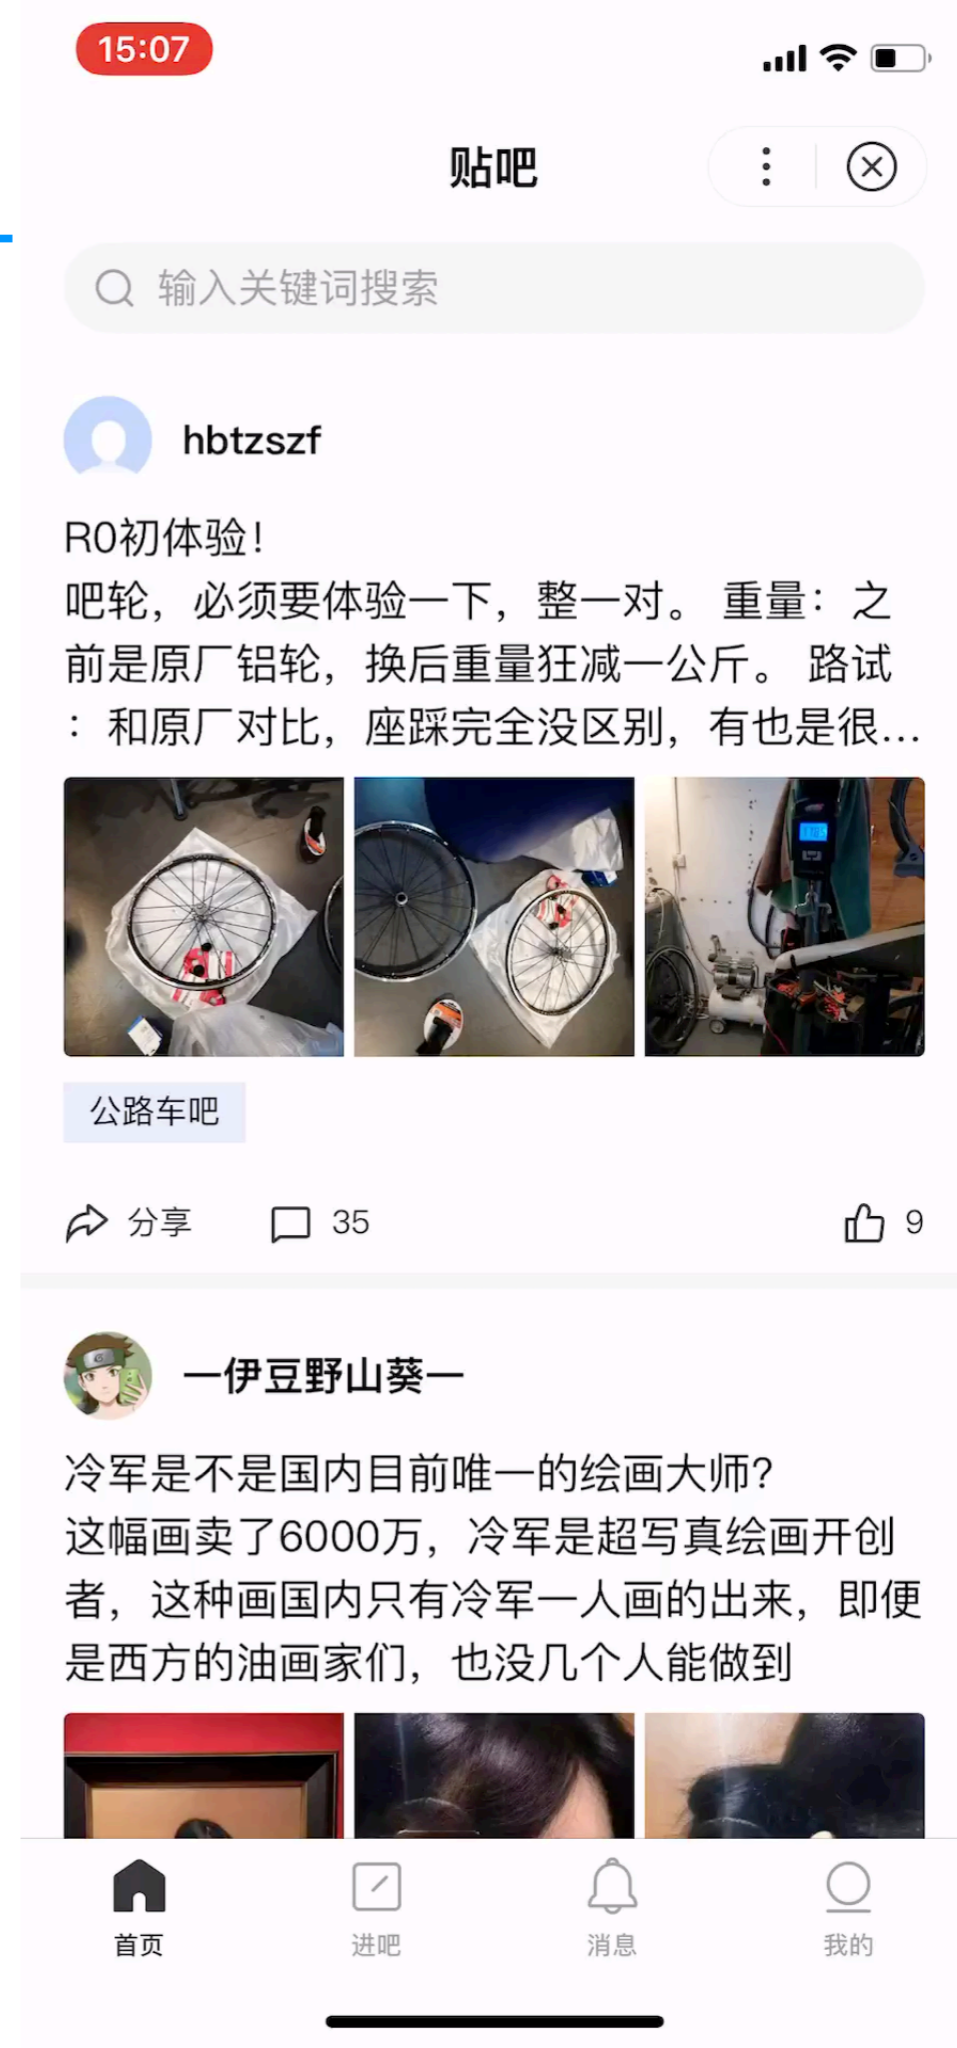 15:07
贴吧
输入关键词搜索
hbtzszf
R0初体验！
吧轮，必须要体验一下，整一对。 重量：之
前是原厂铝轮，换后重量狂减一公斤。 路试
：和原厂对比，座踩完全没区别，有也是很...
公路车吧
分享
35
9
一伊豆野山葵一
冷军是不是国内目前唯一的绘画大师？
这幅画卖了6000万，冷军是超写真绘画开创
者，这种画国内只有冷军一人画的出来，即便
是西方的油画家们，也没几个人能做到
首页
进吧
消息
我的